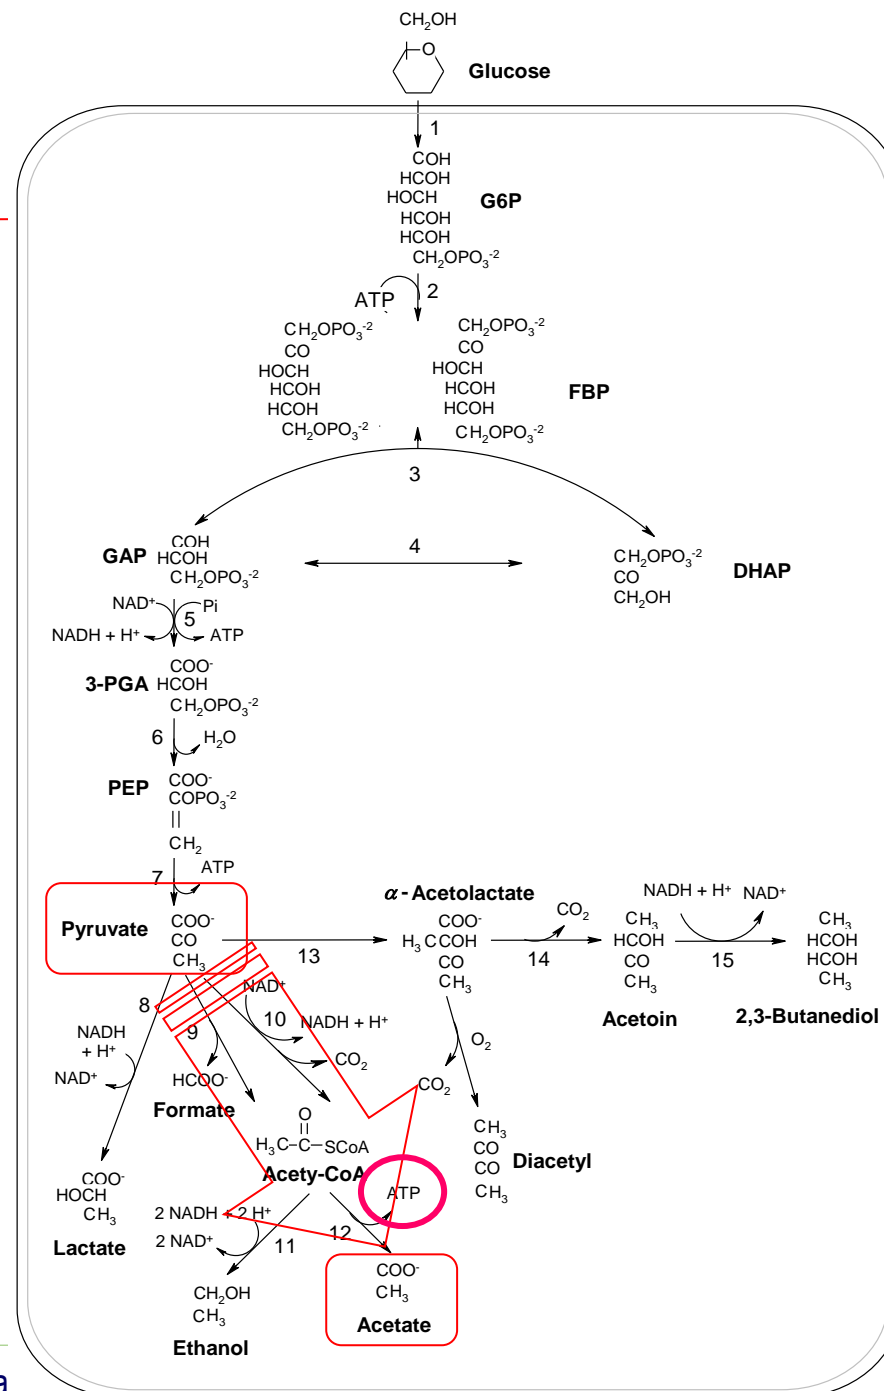 CH2OH
O
Glucose
1
COH
HCOH
HOCH
HCOH
HCOH
CH2OPO3-2
G6P
ATP
2
CH2OPO3-2
CO
HOCH
HCOH
HCOH
CH2OPO3-2
CH2OPO3-2
CO
HOCH
HCOH
HCOH
CH2OPO3-2
FBP
3
GAP
COH
HCOH
CH2OPO3-2
4
CH2OPO3-2
CO
CH2OH
DHAP
NAD+
Pi
5
NADH + H+
ATP
3-PGA
COO-
HCOH
CH2OPO3-2
6
H2O
PEP
COO-
COPO3-2
CH2
7
ATP
Pyruvate
COO-
CO
CH3
13
α- Acetolactate
COO-
H3CCOH
CO
CH3
CO2
14
CH3
HCOH
CO
CH3
Acetoin
NADH + H+
NAD+
15
CH3
HCOH
HCOH
CH3
2,3-Butanediol
8
NADH
+ H+
NAD+
9
HCOO-
Formate
NAD+
10
NADH + H+
CO2
O2
CO2
CH3
CO
CO
CH3
Diacetyl
O
H3C-C-SCoA
Acety-CoA
COO-
HOCH
CH3
Lactate
2 NADH + 2 H+
2 NAD+
11
12
ATP
CH2OH
CH3
Ethanol
COO-
CH3
Acetate